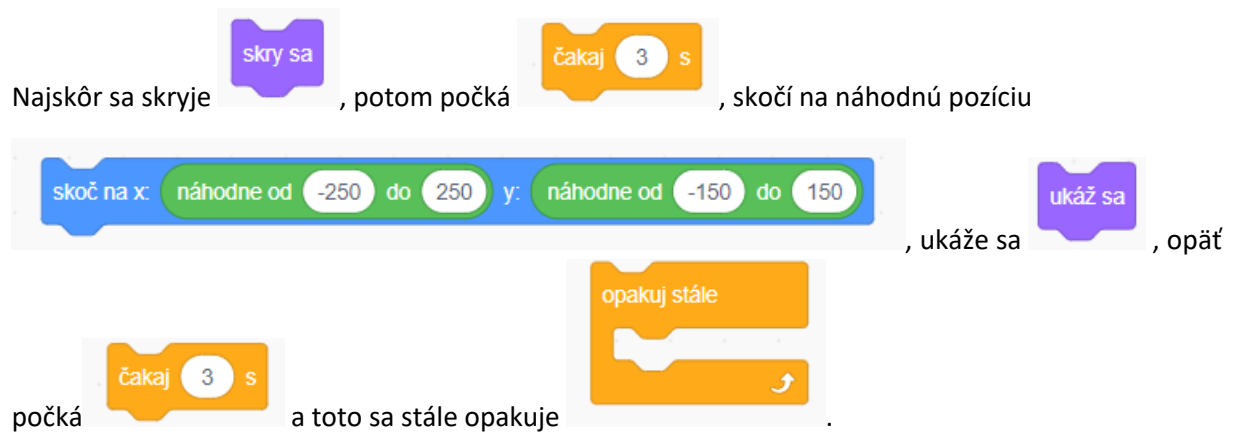 Najskôr sa skryje skry sa , potom počká čakaj 3 s , skočí na náhodnú pozíciu
skoč na x: náhodne od -250 do 250 y: náhodne od -150 do 150 , ukáže sa ukáž sa , opäť
počká čakaj 3 s a toto sa stále opakuje opakuj stále .